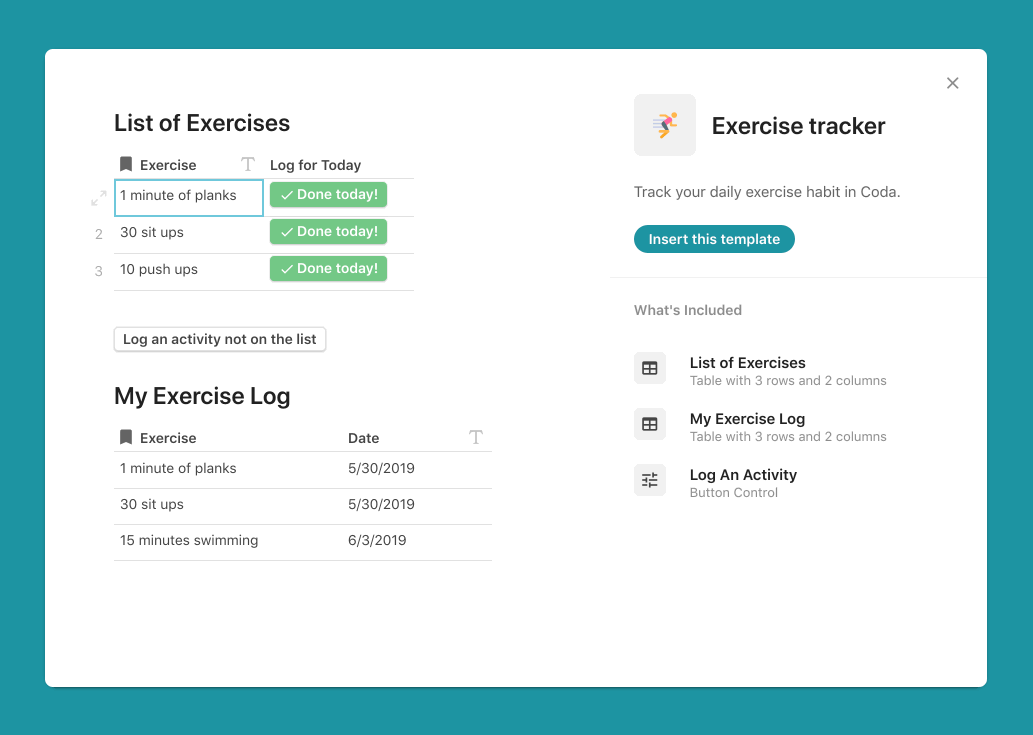 List of Exercises
Exercise Log for Today
1 minute of planks Done today!
2 30 sit ups Done today!
3 10 push ups Done today!
Log an activity not on the list
My Exercise Log
Exercise Date
1 minute of planks 5/30/2019
30 sit ups 5/30/2019
15 minutes swimming 6/3/2019
Exercise tracker
Track your daily exercise habit in Coda.
Insert this template
What's Included
List of Exercises
Table with 3 rows and 2 columns
My Exercise Log
Table with 3 rows and 2 columns
Log An Activity
Button Control